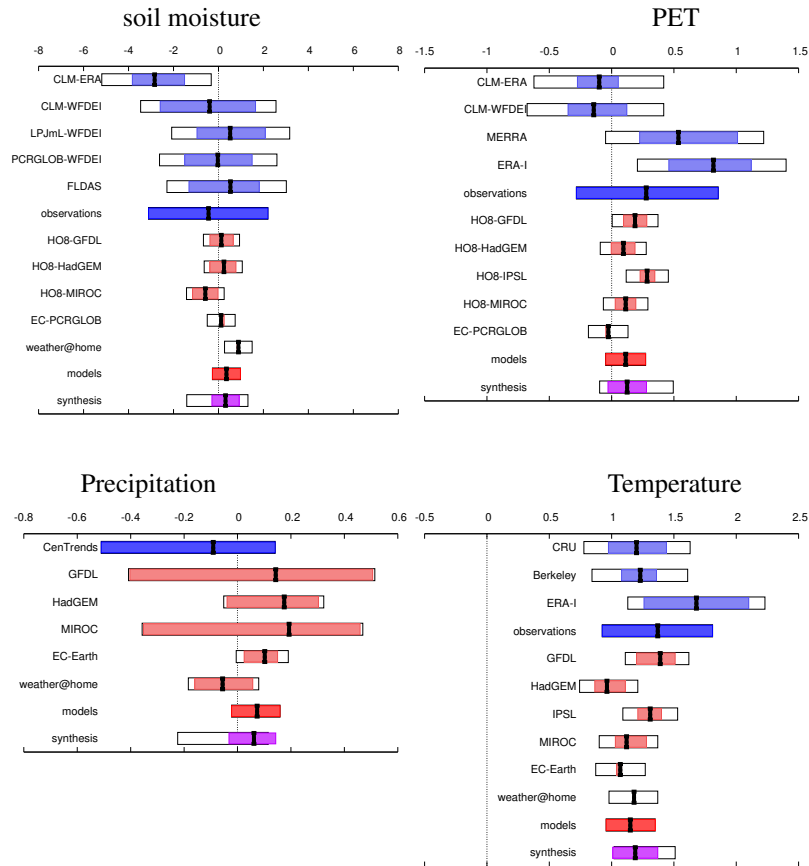 soil moisture
-8 -6 -4 -2 0 2 4 6 8
CLM-ERA
CLM-WFDEI
LPJmL-WFDEI
PCRGLOB-WFDEI
FLDAS
observations
HO8-GFDL
HO8-HadGEM
HO8-MIROC
EC-PCRGLOB
weather@home
models
synthesis
PET
-1.5 -1 -0.5 0 0.5 1 1.5
CLM-ERA
CLM-WFDEI
MERRA
ERA-I
observations
HO8-GFDL
HO8-HadGEM
HO8-IPSL
HO8-MIROC
EC-PCRGLOB
models
synthesis
Precipitation
-0.8 -0.6 -0.4 -0.2 0 0.2 0.4 0.6
CenTrends
GFDL
HadGEM
MIROC
EC-Earth
weather@home
models
synthesis
Temperature
-0.5 0 0.5 1 1.5 2 2.5
CRU
Berkeley
ERA-I
observations
GFDL
HadGEM
IPSL
MIROC
EC-Earth
weather@home
models
synthesis